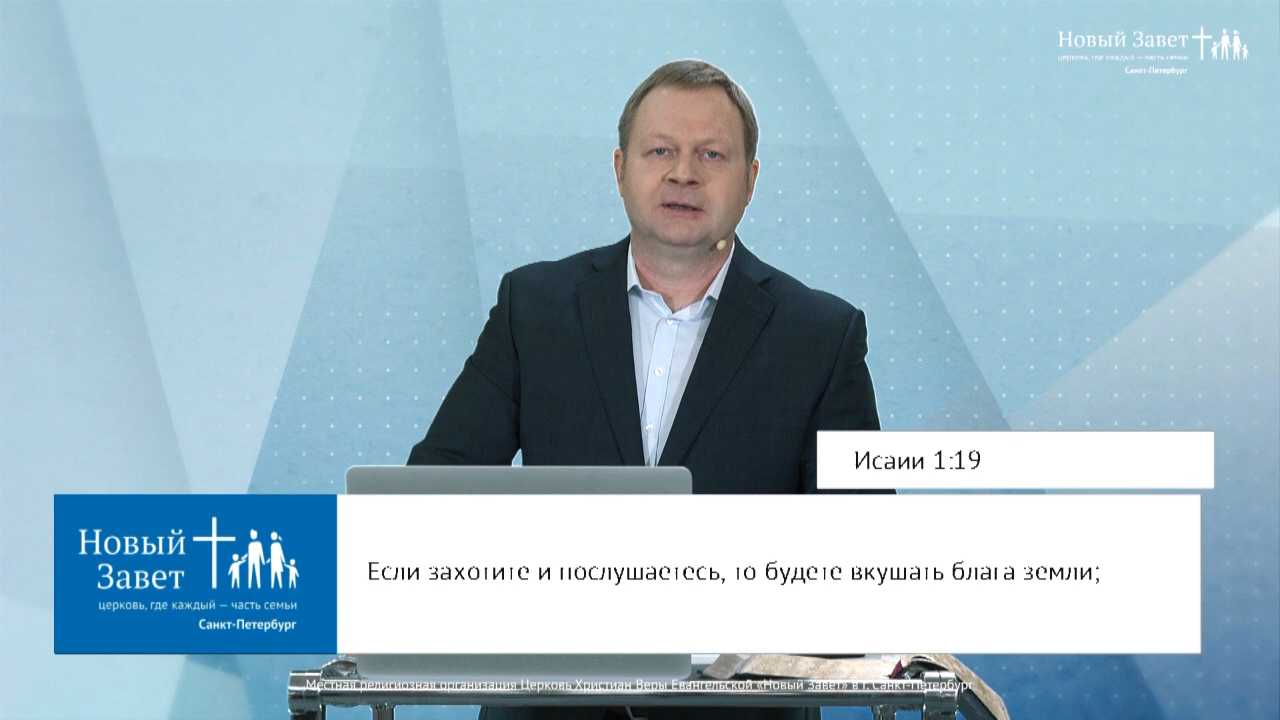 Новый Завет
церковь, где каждый — часть семьи
Санкт-Петербург
Исаии 1:19
Новый
Завет
церковь, где каждый — часть семьи
Санкт-Петербург
Если захотите и послушаетесь, то будете вкушать блага земли;
Местная религиозная организация Церковь Христиан Веры Евангельской «Новый Завет» в г. Санкт-Петербург